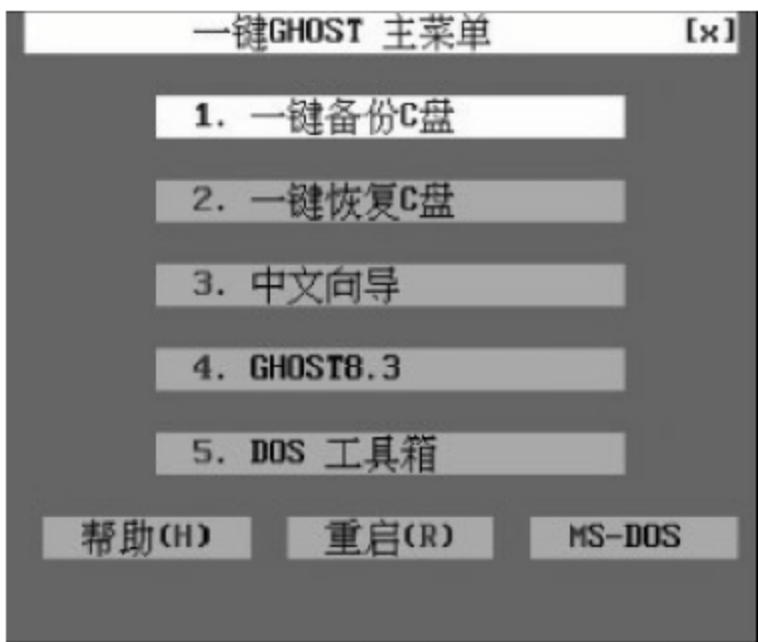 一键GHOST 主菜单 [x]
1. 一键备份C盘
2. 一键恢复C盘
3. 中文向导
4. GHOST8.3
5. DOS 工具箱
帮助(H) 重启(R) MS-DOS